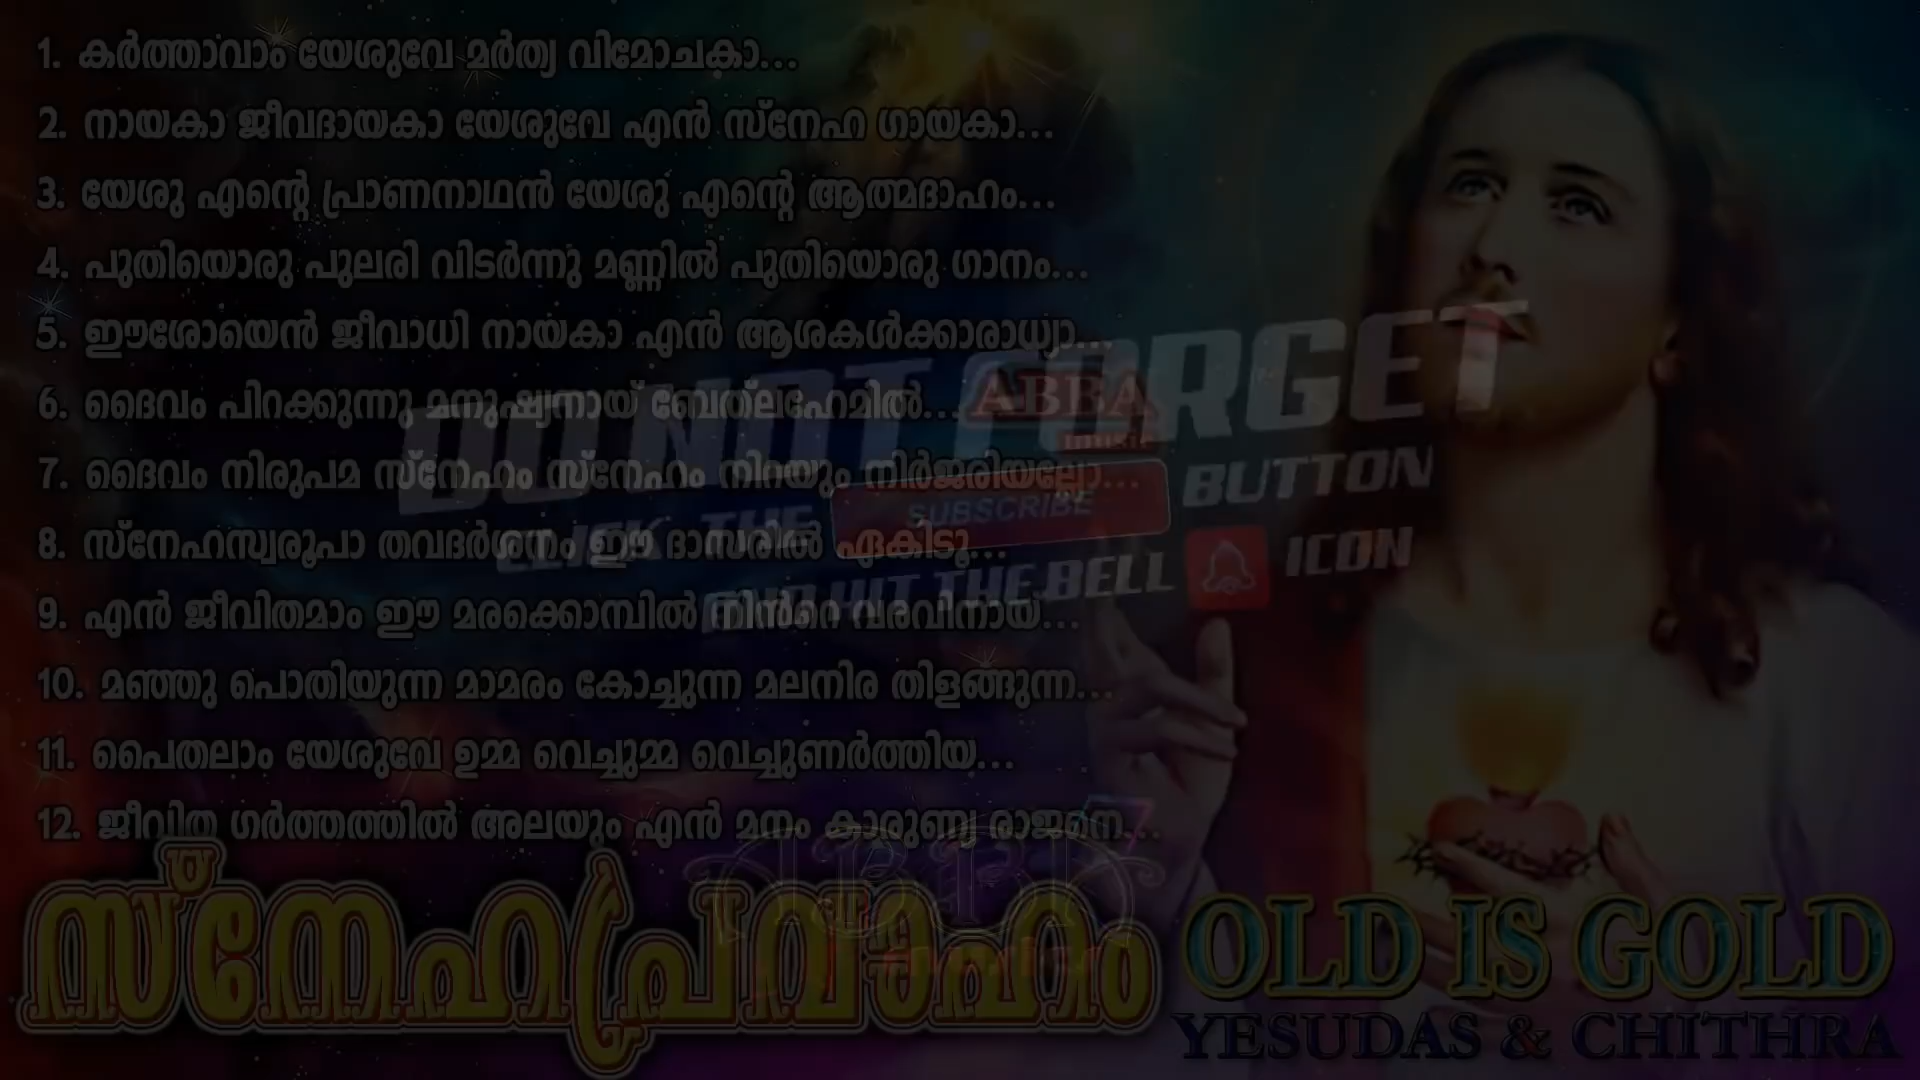 1. കർത്താവാം യേശുവേ മർത്യ വിമോചകാ...
2. നായകാ ജീവദായകാ യേശുവേ എൻ സ്നേഹ ഗായകാ...
3. യേശു എന്റെ പ്രാണനാഥൻ യേശു എന്റെ ആത്മദാഹം...
4. പുതിയൊരു പുലരി വിടർന്നു മണ്ണിൽ പുതിയൊരു ഗാനം...
5. ഈശോയെൻ ജീവാധി നായകാ എൻ ആശകൾക്കാരാധ്യാ...
6. ദൈവം പിറക്കുന്നു മനുഷ്യനായ് ബേത്‌ലഹേമിൽ...
7. ദൈവം നിരുപമ സ്നേഹം സ്നേഹം നിറയും നിർജരിയല്ലോ...
8. സ്നേഹസ്വരൂപാ തവദർശനം ഈ ദാസരിൽ ഏകിടൂ...
9. എൻ ജീവിതമാം ഈ മരക്കൊമ്പിൽ നിൻറെ വരവിനായ്...
10. മഞ്ഞു പൊതിയുന്ന മാമരം കോച്ചുന്ന മലനിര തിളങ്ങുന്ന...
11. പൈതലാം യേശുവേ ഉമ്മ വെച്ചുമ്മ വെച്ചുണർത്തിയ...
12. ജീവിത ഗർത്തത്തിൽ അലയും എൻ മനം കാരുണ്യ രാജനെ...
DO NOT FORGET
CLICK THE SUBSCRIBE BUTTON
AND HIT THE BELL ICON
ABBA
music
ABBA
സ്നേഹപ്രവാഹം
OLD IS GOLD
YESUDAS & CHITHRA